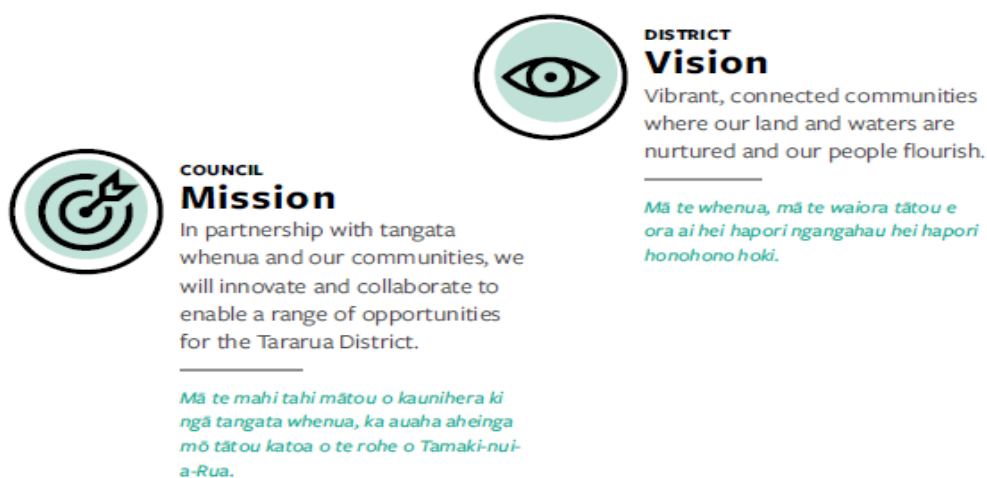 DISTRICT
Vision
Vibrant, connected communities
where our land and waters are
nurtured and our people flourish.
Mā te whenua, mā te waiora tātou e
ora ai hei hapori ngangahau hei hapori
honohono hoki.
COUNCIL
Mission
In partnership with tangata
whenua and our communities, we
will innovate and collaborate to
enable a range of opportunities
for the Tararua District.
Mā te mahi tahi mātou o kaunihera ki
ngā tangata whenua, ka auaha aheinga
mō tātou katoa o te rohe o Tamaki-nui-
a-Rua.